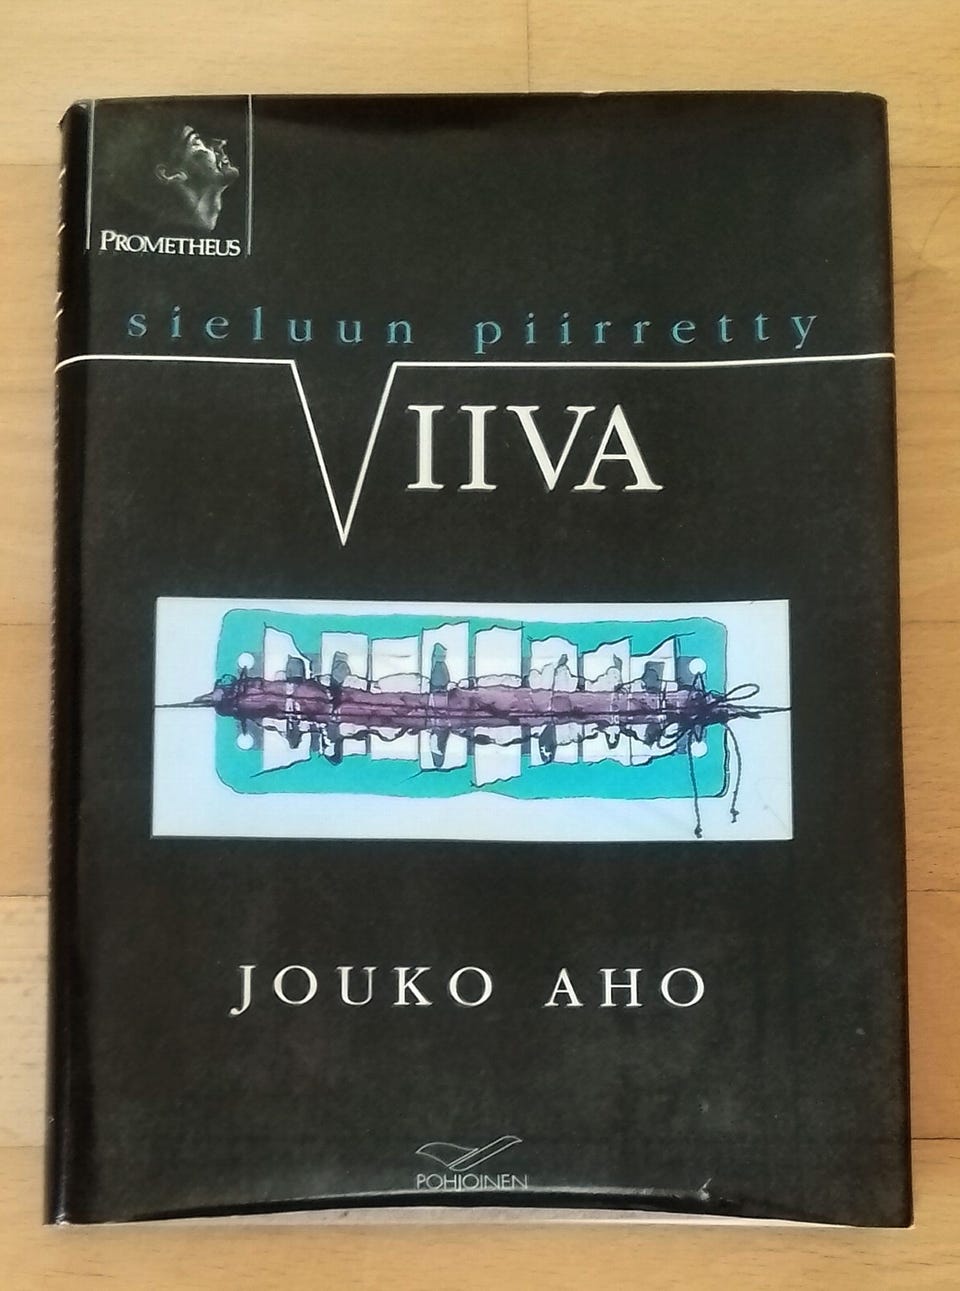 PROMETHEUS
sieluun piirretty
VIIVA
JOUKO AHO
POHJOINEN